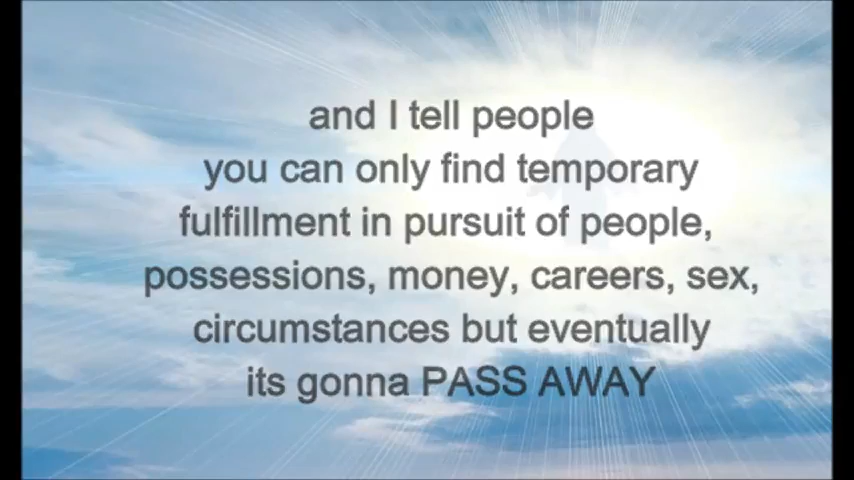 and I tell people
you can only find temporary
fulfillment in pursuit of people,
possessions, money, careers, sex,
circumstances but eventually
its gonna PASS AWAY